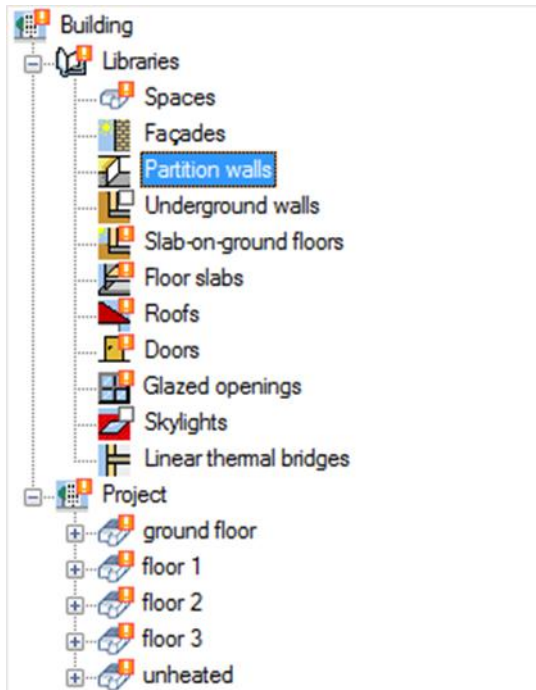 Building
Libraries
Spaces
Façades
Partition walls
Underground walls
Slab-on-ground floors
Floor slabs
Roofs
Doors
Glazed openings
Skylights
Linear thermal bridges
Project
ground floor
floor 1
floor 2
floor 3
unheated